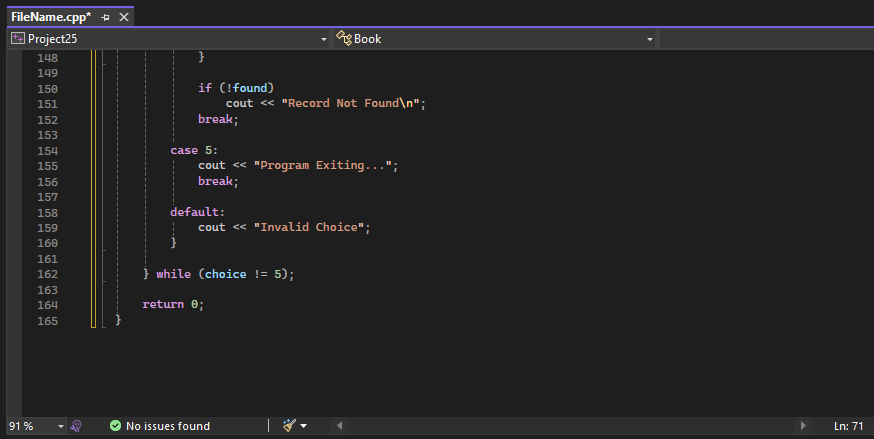 FileName.cpp*
Project25 Book
148 }
149
150 if (!found)
151 cout << "Record Not Found\n";
152 break;
153
154 case 5:
155 cout << "Program Exiting...";
156 break;
157
158 default:
159 cout << "Invalid Choice";
160 }
161
162 } while (choice != 5);
163
164 return 0;
165 }
91 % No issues found Ln: 71